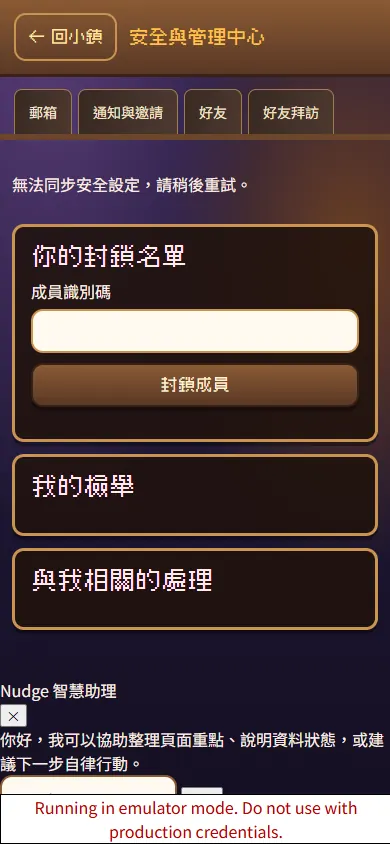 ← 回小鎮
安全與管理中心
郵箱
通知與邀請
好友
好友拜訪
無法同步安全設定，請稍後重試。
你的封鎖名單
成員識別碼
封鎖成員
我的檢舉
與我相關的處理
Nudge 智慧助理
×
你好，我可以協助整理頁面重點、說明資料狀態，或建
議下一步自律行動。
Running in emulator mode. Do not use with
production credentials.